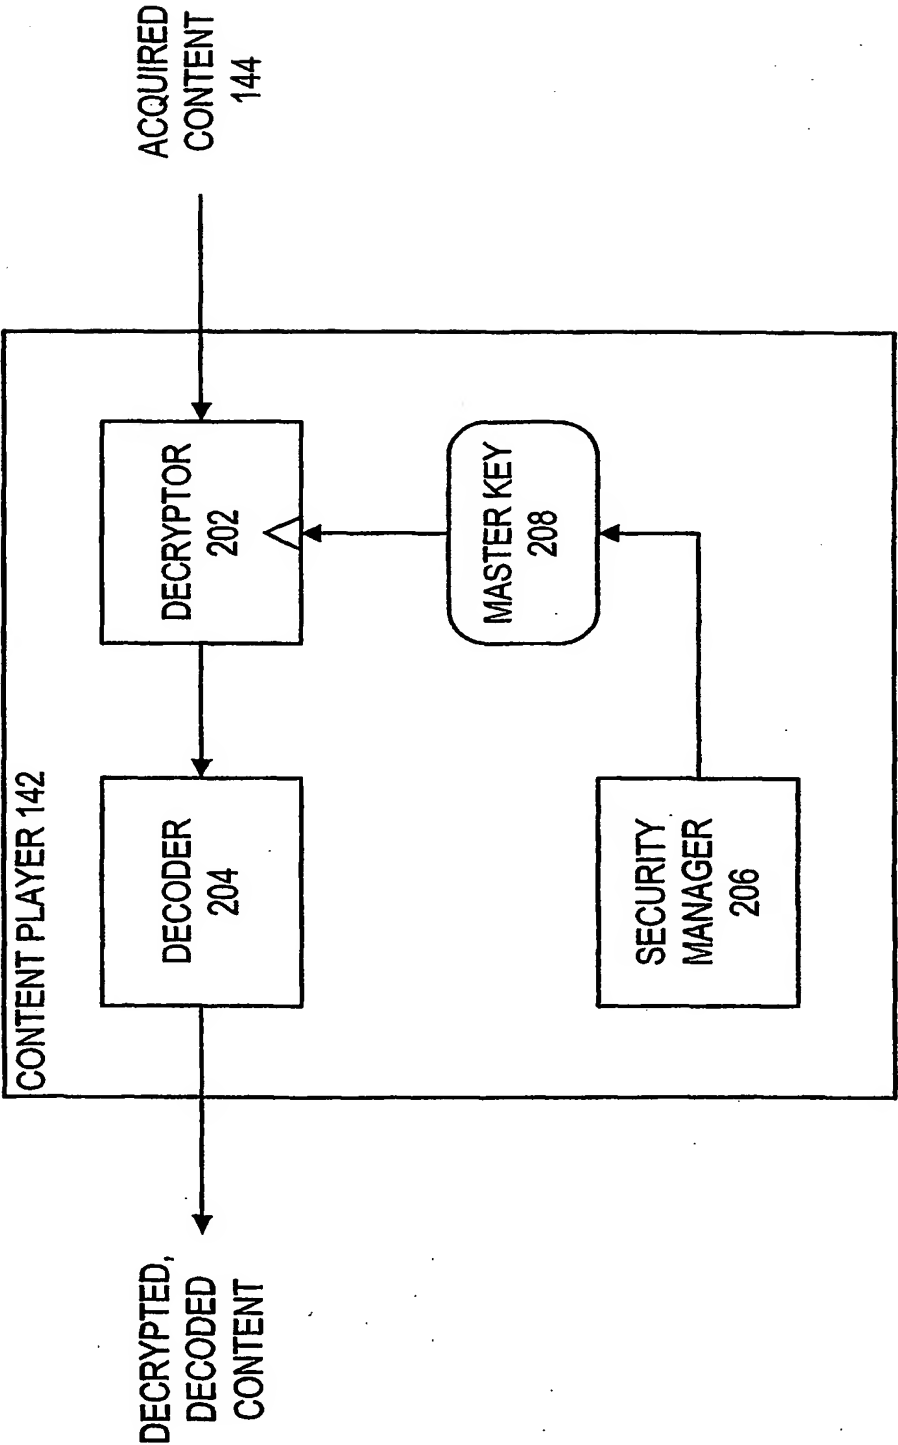 CONTENT PLAYER 142
DECRYPTED,
DECODED
CONTENT
DECODER
204
DECRYPTOR
202
ACQUIRED
CONTENT
144
SECURITY
MANAGER
206
MASTER KEY
208